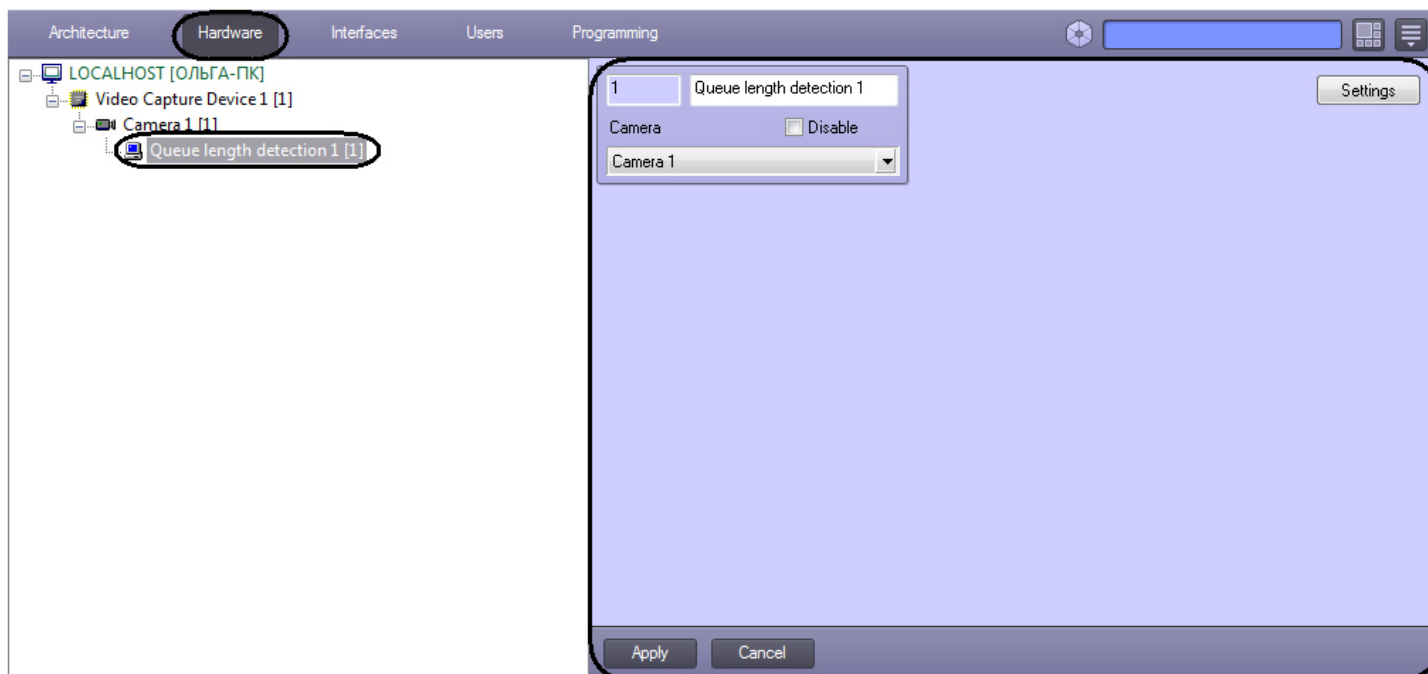 Architecture Hardware Interfaces Users Programming
LOCALHOST [ОЛЬГА-ПК]
Video Capture Device 1 [1]
Camera 1 [1]
Queue length detection 1 [1]
1 Queue length detection 1 Settings
Camera Disable
Camera 1
Apply Cancel